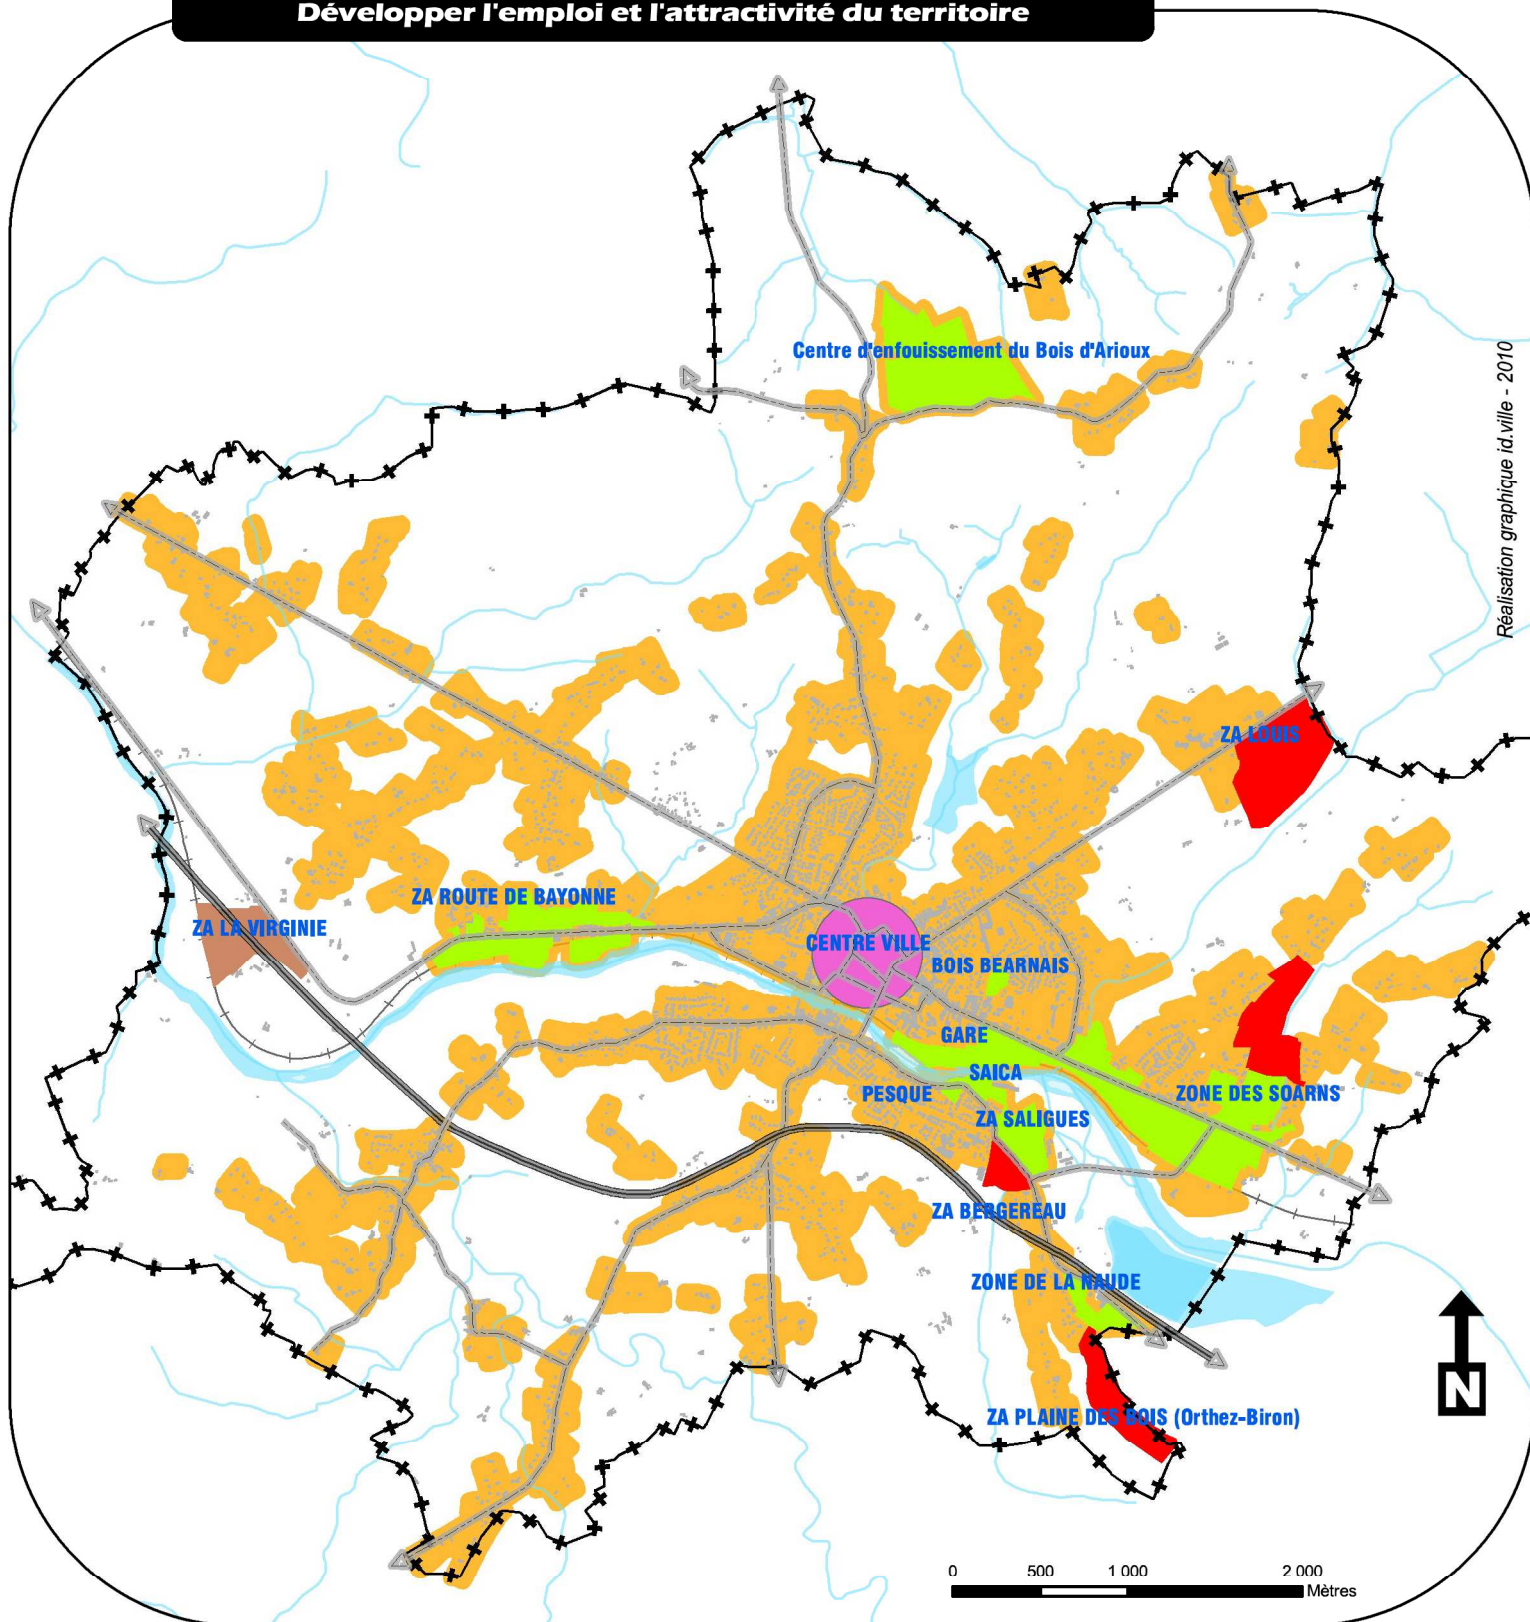 Développer l'emploi et l'attractivité du territoire
Centre d'enfouissement du Bois d'Arioux
Réalisation graphique id.ville - 2010
ZA LOUIS
ZA ROUTE DE BAYONNE
ZA LA VIRGINIE
CENTRE VILLE
BOIS BEARNAIS
GARE
SAICA
PESQUE
ZONE DES SOARNS
ZA SALIGUES
ZA BERGEREAU
ZONE DE LA NAUDE
N
ZA PLAINE DES BOIS (Orthez-Biron)
0 500 1 000 2 000
Mètres